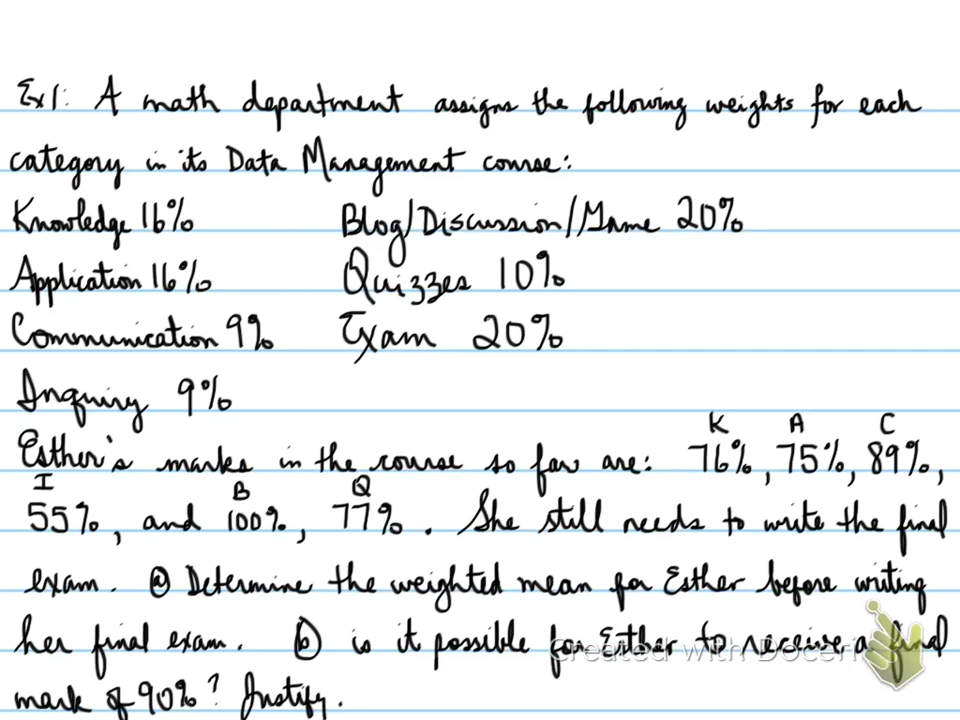 Ex1: A math department assigns the following weights for each
category in its Data Management course:
Knowledge 16% Blog/Discussion/Game 20%
Application 16% Quizzes 10%
Communication 9% Exam 20%
Inquiry 9%
K A C
Esther's marks in the course so far are: 76%, 75%, 89%,
I B Q
55%, and 100%, 77%. She still needs to write the final
exam. ⓐ Determine the weighted mean for Esther before writing
her final exam. ⓑ is it possible for Esther to receive a final
created with Doceri
mark of 90%? Justify.